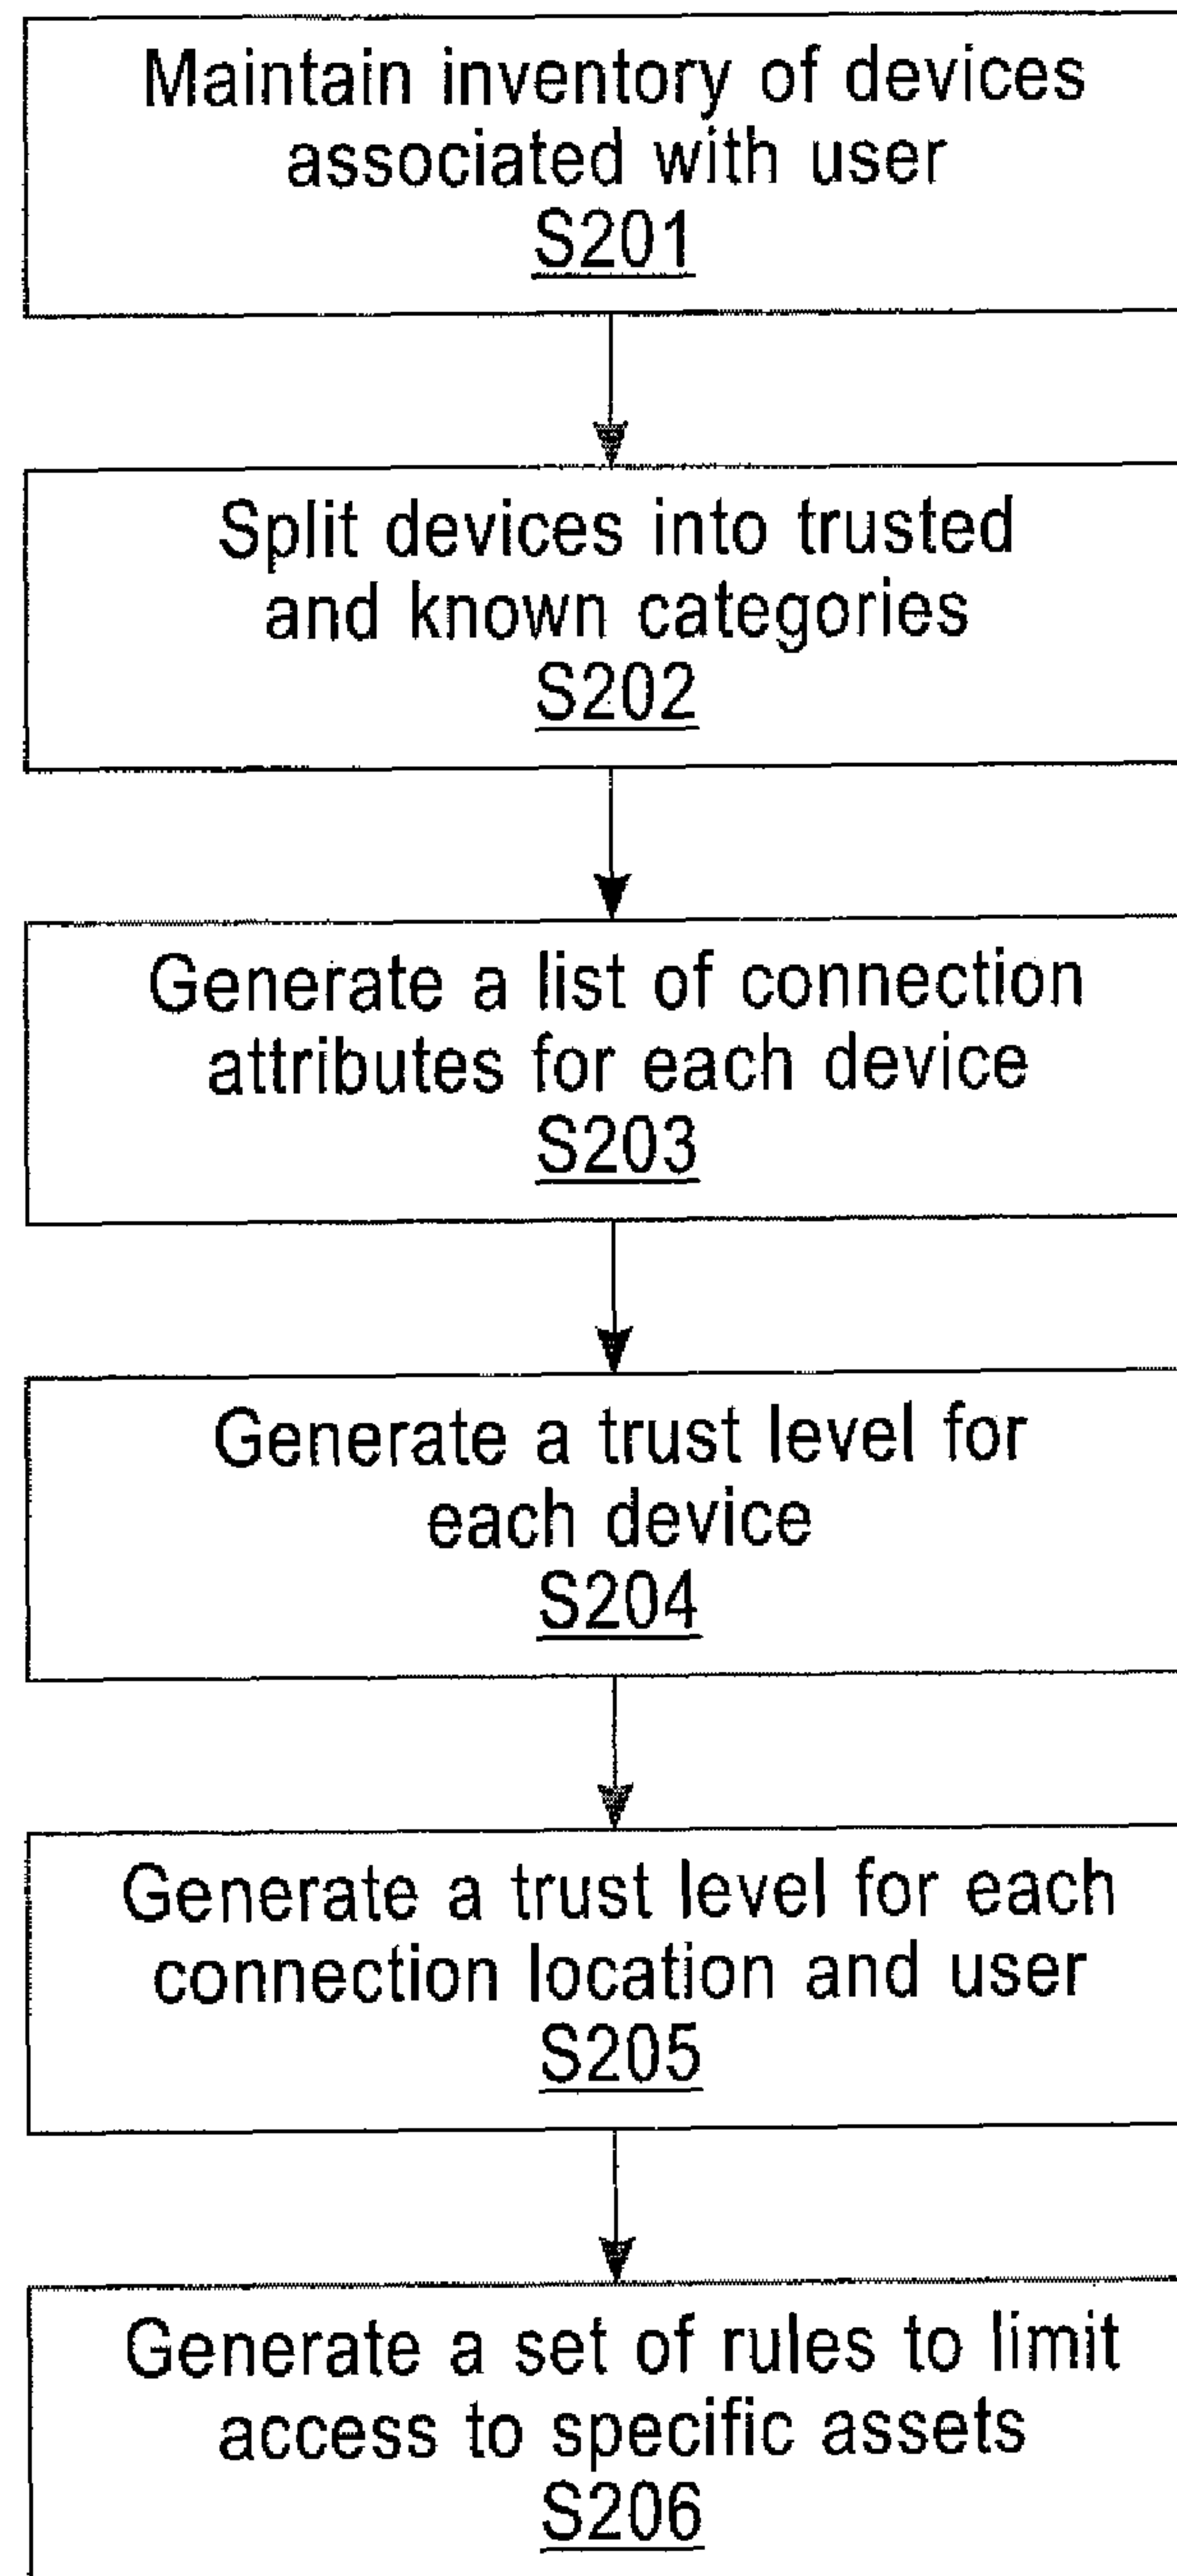 Maintain inventory of devices
associated with user
S201
Split devices into trusted
and known categories
S202
Generate a list of connection
attributes for each device
S203
Generate a trust level for
each device
S204
Generate a trust level for each
connection location and user
S205
Generate a set of rules to limit
access to specific assets
S206